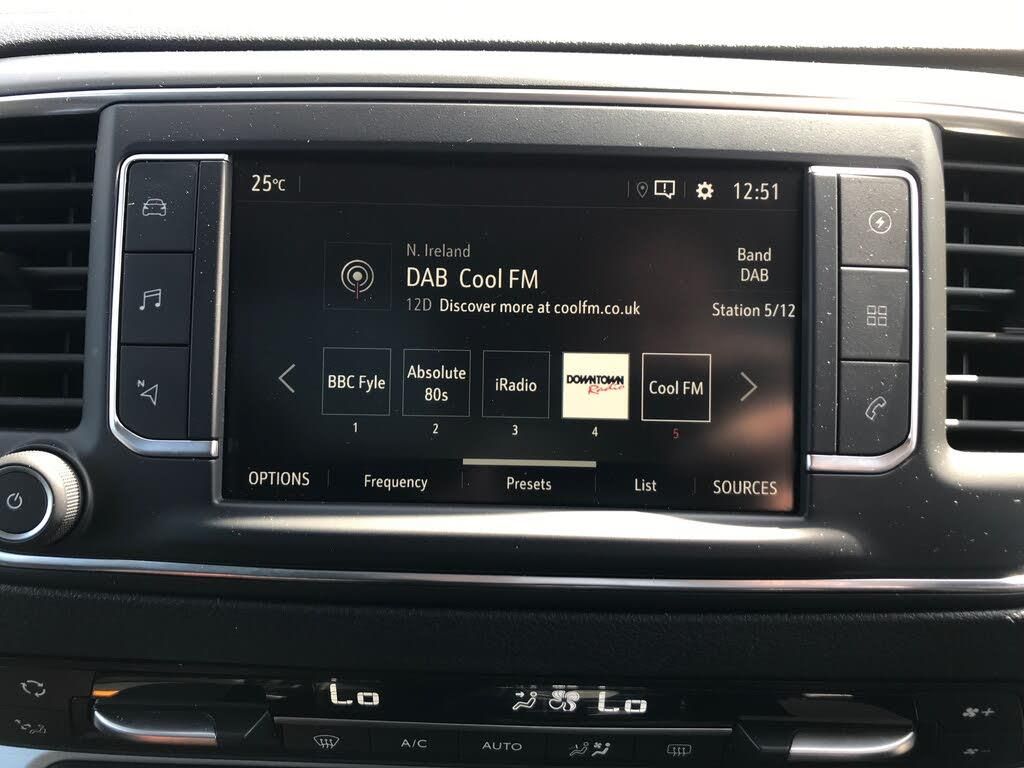 25°C
12:51
N. Ireland
DAB Cool FM
12D Discover more at coolfm.co.uk
Band
DAB
Station 5/12
BBC Fyle
Absolute
80s
iRadio
DOWNTOWN
Radio
Cool FM
1
2
3
4
5
OPTIONS
Frequency
Presets
List
SOURCES
N
Lo
Lo
A/C
AUTO